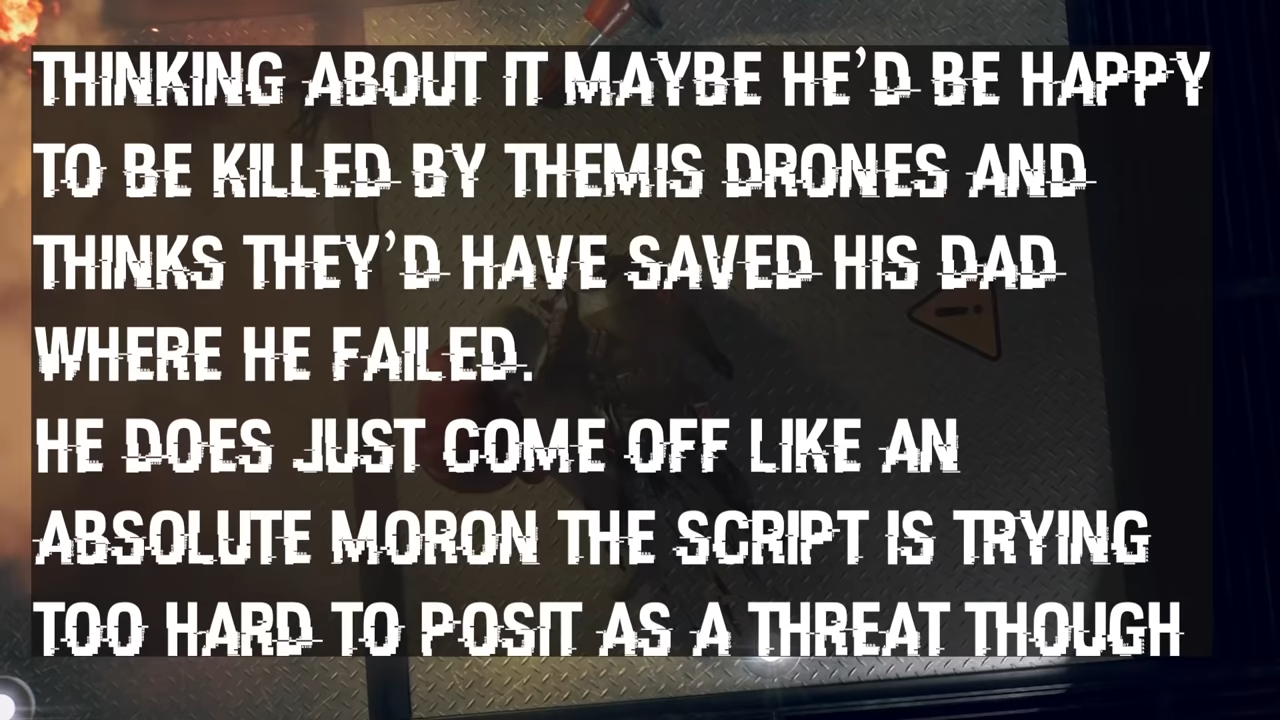 THINKING ABOUT IT MAYBE HE’D BE HAPPY
TO BE KILLED BY THEMIS DRONES AND
THINKS THEY’D HAVE SAVED HIS DAD
WHERE HE FAILED.
HE DOES JUST COME OFF LIKE AN
ABSOLUTE MORON THE SCRIPT IS TRYING
TOO HARD TO POSIT AS A THREAT THOUGH